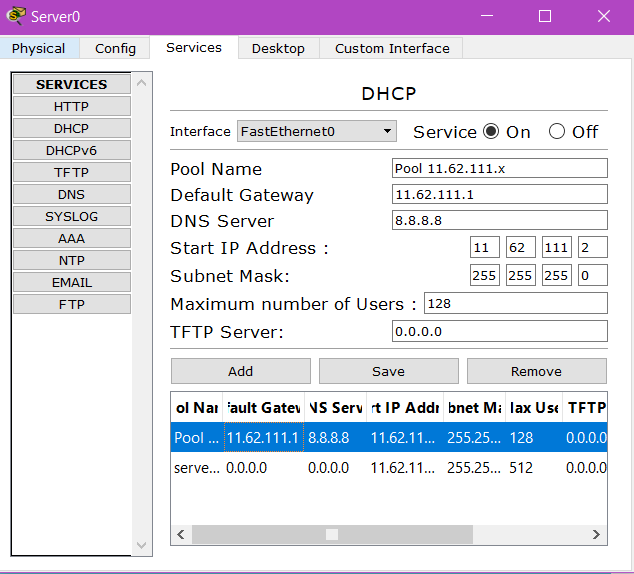 Server0
Physical Config Services Desktop Custom Interface
SERVICES
HTTP
DHCP
DHCPv6
TFTP
DNS
SYSLOG
AAA
NTP
EMAIL
FTP
DHCP
Interface FastEthernet0 Service On Off
Pool Name Pool 11.62.111.x
Default Gateway 11.62.111.1
DNS Server 8.8.8.8
Start IP Address : 11 62 111 2
Subnet Mask: 255 255 255 0
Maximum number of Users : 128
TFTP Server: 0.0.0.0
Add Save Remove
ol Nam fault Gatew NS Serv rt IP Addr bnet Ma lax Use TFTP
Pool ... 11.62.111.1 8.8.8.8 11.62.11... 255.25... 128 0.0.0.0
serve... 0.0.0.0 0.0.0.0 11.62.11... 255.25... 512 0.0.0.0